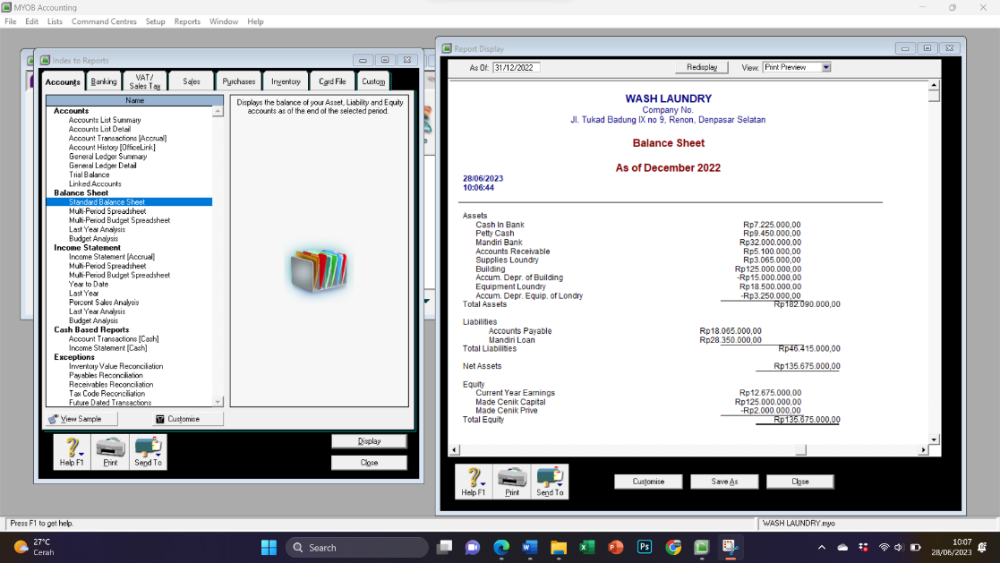 MYOB Accounting
File Edit Lists Command Centres Setup Reports Window Help
Index to Reports
Accounts Banking VAT/ Sales Tax Sales Purchases Inventory Card File Custom
Name
Accounts
Accounts List Summary
Accounts List Detail
Account Transactions [Accrual]
Account History [OfficeLink]
General Ledger Summary
General Ledger Detail
Trial Balance
Linked Accounts
Balance Sheet
Standard Balance Sheet
Multi-Period Spreadsheet
Multi-Period Budget Spreadsheet
Last Year Analysis
Budget Analysis
Income Statement
Income Statement [Accrual]
Multi-Period Spreadsheet
Multi-Period Budget Spreadsheet
Year to Date
Last Year
Percent Sales Analysis
Last Year Analysis
Budget Analysis
Cash Based Reports
Account Transactions [Cash]
Income Statement [Cash]
Exceptions
Inventory Value Reconciliation
Payables Reconciliation
Receivables Reconciliation
Tax Code Reconciliation
Future Dated Transactions
Displays the balance of your Asset, Liability and Equity
accounts as of the end of the selected period.
View Sample Customise
Help F1 Print Send To
Display
Close
Report Display
As Of: 31/12/2022 Redisplay View: Print Preview
WASH LAUNDRY
Company No.
Jl. Tukad Badung IX no 9, Renon, Denpasar Selatan
Balance Sheet
As of December 2022
28/06/2023
10:06:44
Assets
Cash In Bank Rp7.225.000,00
Petty Cash Rp9.450.000,00
Mandiri Bank Rp32.000.000,00
Accounts Receivable Rp5.100.000,00
Supplies Loundry Rp3.065.000,00
Building Rp125.000.000,00
Accum. Depr. of Building -Rp15.000.000,00
Equipment Loundry Rp18.500.000,00
Accum. Depr. Equip. of Londry -Rp3.250.000,00
Total Assets Rp182.090.000,00
Liabilities
Accounts Payable Rp18.065.000,00
Mandiri Loan Rp28.350.000,00
Total Liabilities Rp46.415.000,00
Net Assets Rp135.675.000,00
Equity
Current Year Earnings Rp12.675.000,00
Made Cenik Capital Rp125.000.000,00
Made Cenik Prive -Rp2.000.000,00
Total Equity Rp135.675.000,00
Help F1 Print Send To
Customise Save As Close
Press F1 to get help. WASH LAUNDRY.myo
27°C
Cerah
Search
10:07
28/06/2023